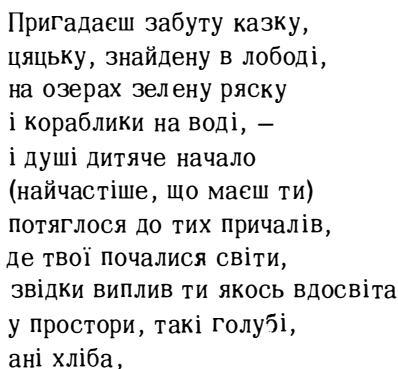 Пригадаєш забуту казку,
цяцьку, знайдену в лободі,
на озерах зелену ряску
і кораблики на воді, —
і душі дитяче начало
(найчастіше, що маєш ти)
потяглося до тих причалів,
де твої почалися світи,
звідки виплив ти якось вдосвіта
у простори, такі голубі,
ані хліба,